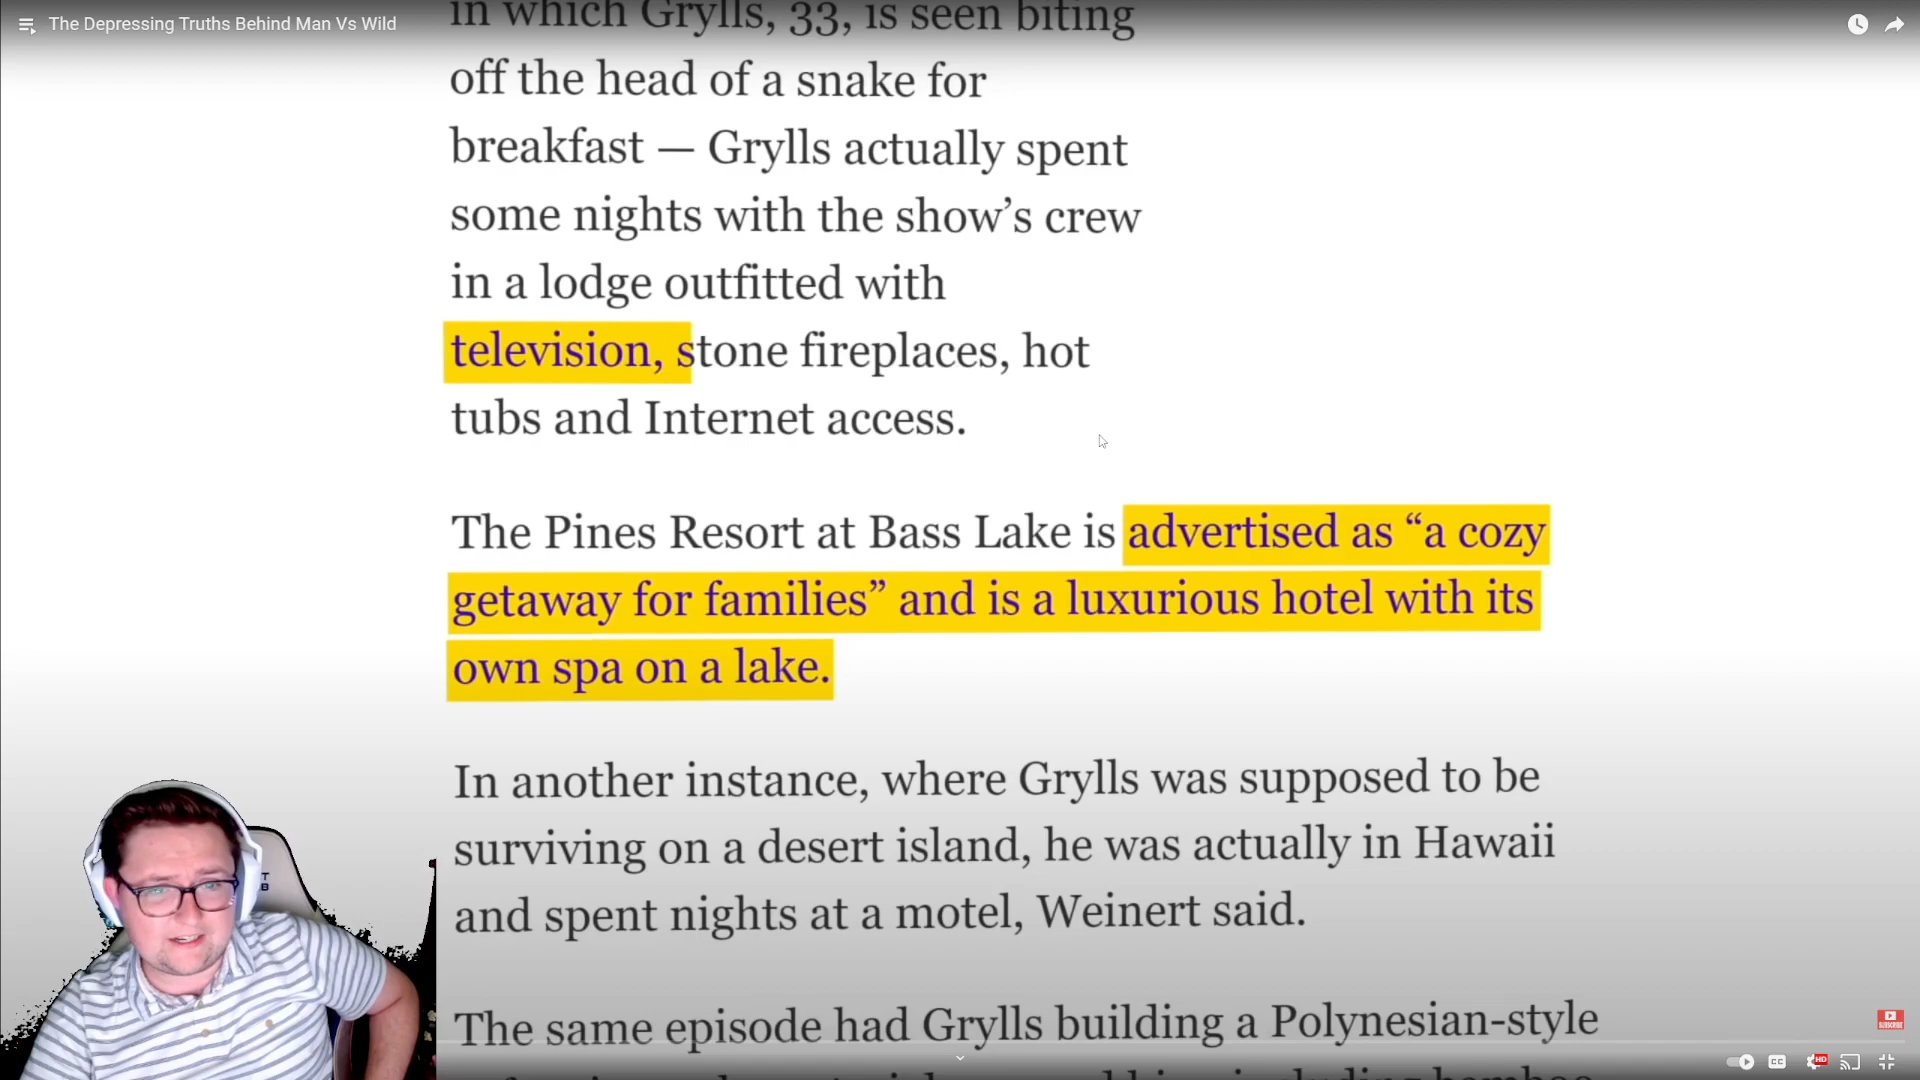 The Depressing Truths Behind Man Vs Wild
in which Grylls, 33, is seen biting
off the head of a snake for
breakfast — Grylls actually spent
some nights with the show’s crew
in a lodge outfitted with
television, stone fireplaces, hot
tubs and Internet access.
The Pines Resort at Bass Lake is advertised as “a cozy
getaway for families” and is a luxurious hotel with its
own spa on a lake.
In another instance, where Grylls was supposed to be
surviving on a desert island, he was actually in Hawaii
and spent nights at a motel, Weinert said.
The same episode had Grylls building a Polynesian-style
SUBSCRIBE
CC
HD